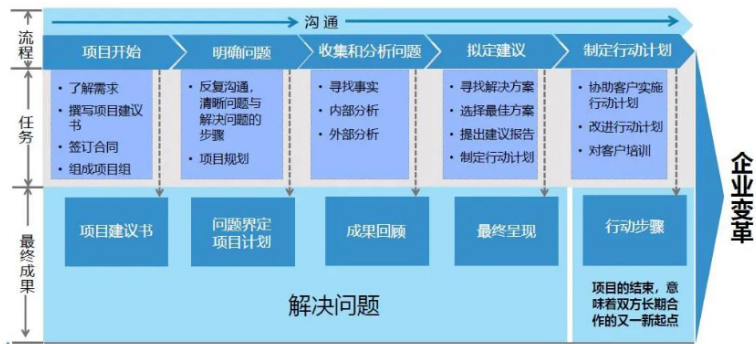 沟通
流程
项目开始
明确问题
收集和分析问题
拟定建议
制定行动计划
任务
• 了解需求
• 撰写项目建议
书
• 签订合同
• 组成项目组
• 反复沟通，
清晰问题与
解决问题的
步骤
• 项目规划
• 寻找事实
• 内部分析
• 外部分析
• 寻找解决方案
• 选择最佳方案
• 提出建议报告
• 制定行动计划
• 协助客户实施
行动计划
• 改进行动计划
• 对客户培训
最终成果
项目建议书
问题界定
项目计划
成果回顾
最终呈现
行动步骤
解决问题
项目的结束，意
味着双方长期合
作的又一新起点
企业变革